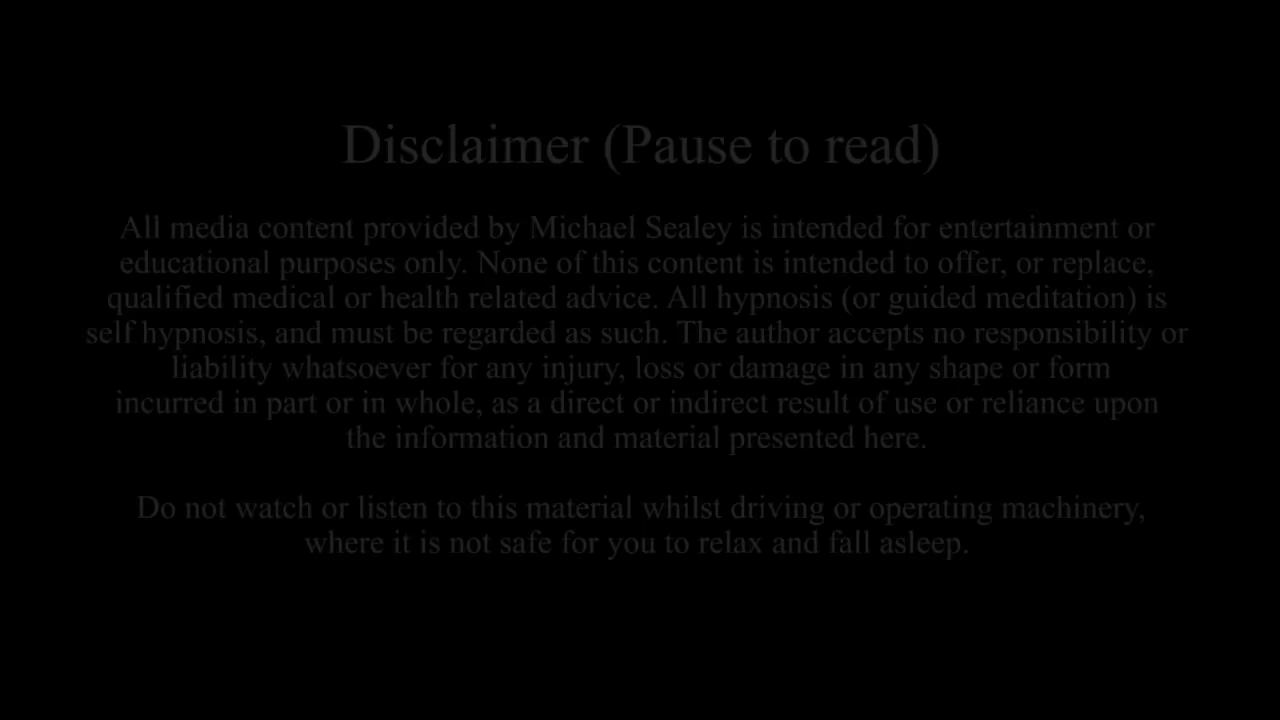 Disclaimer (Pause to read)
All media content provided by Michael Sealey is intended for entertainment or
educational purposes only. None of this content is intended to offer, or replace,
qualified medical or health related advice. All hypnosis (or guided meditation) is
self hypnosis, and must be regarded as such. The author accepts no responsibility or
liability whatsoever for any injury, loss or damage in any shape or form
incurred in part or in whole, as a direct or indirect result of use or reliance upon
the information and material presented here.
Do not watch or listen to this material whilst driving or operating machinery,
where it is not safe for you to relax and fall asleep.